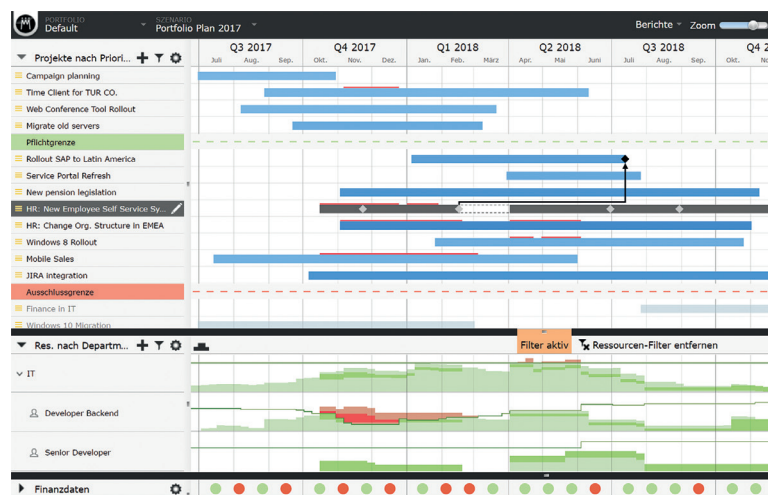 PORTFOLIO
Default
SZENARIO
Portfolio Plan 2017
Berichte
Zoom
Projekte nach Priori...
Q3 2017
Q4 2017
Q1 2018
Q2 2018
Q3 2018
Q4 2
Juli
Aug.
Sep.
Okt.
Nov.
Dez.
Jan.
Feb.
März
Apr.
Mai
Juni
Juli
Aug.
Sep.
Okt.
No
Campaign planning
Time Client for TUR CO.
Web Conference Tool Rollout
Migrate old servers
Pflichtgrenze
Rollout SAP to Latin America
Service Portal Refresh
New pension legislation
HR: New Employee Self Service Sy...
HR: Change Org. Structure in EMEA
Windows 8 Rollout
Mobile Sales
JIRA integration
Ausschlussgrenze
Finance in IT
Windows 10 Migration
Res. nach Departm...
Filter aktiv
Ressourcen-Filter entfernen
IT
Developer Backend
Senior Developer
Finanzdaten